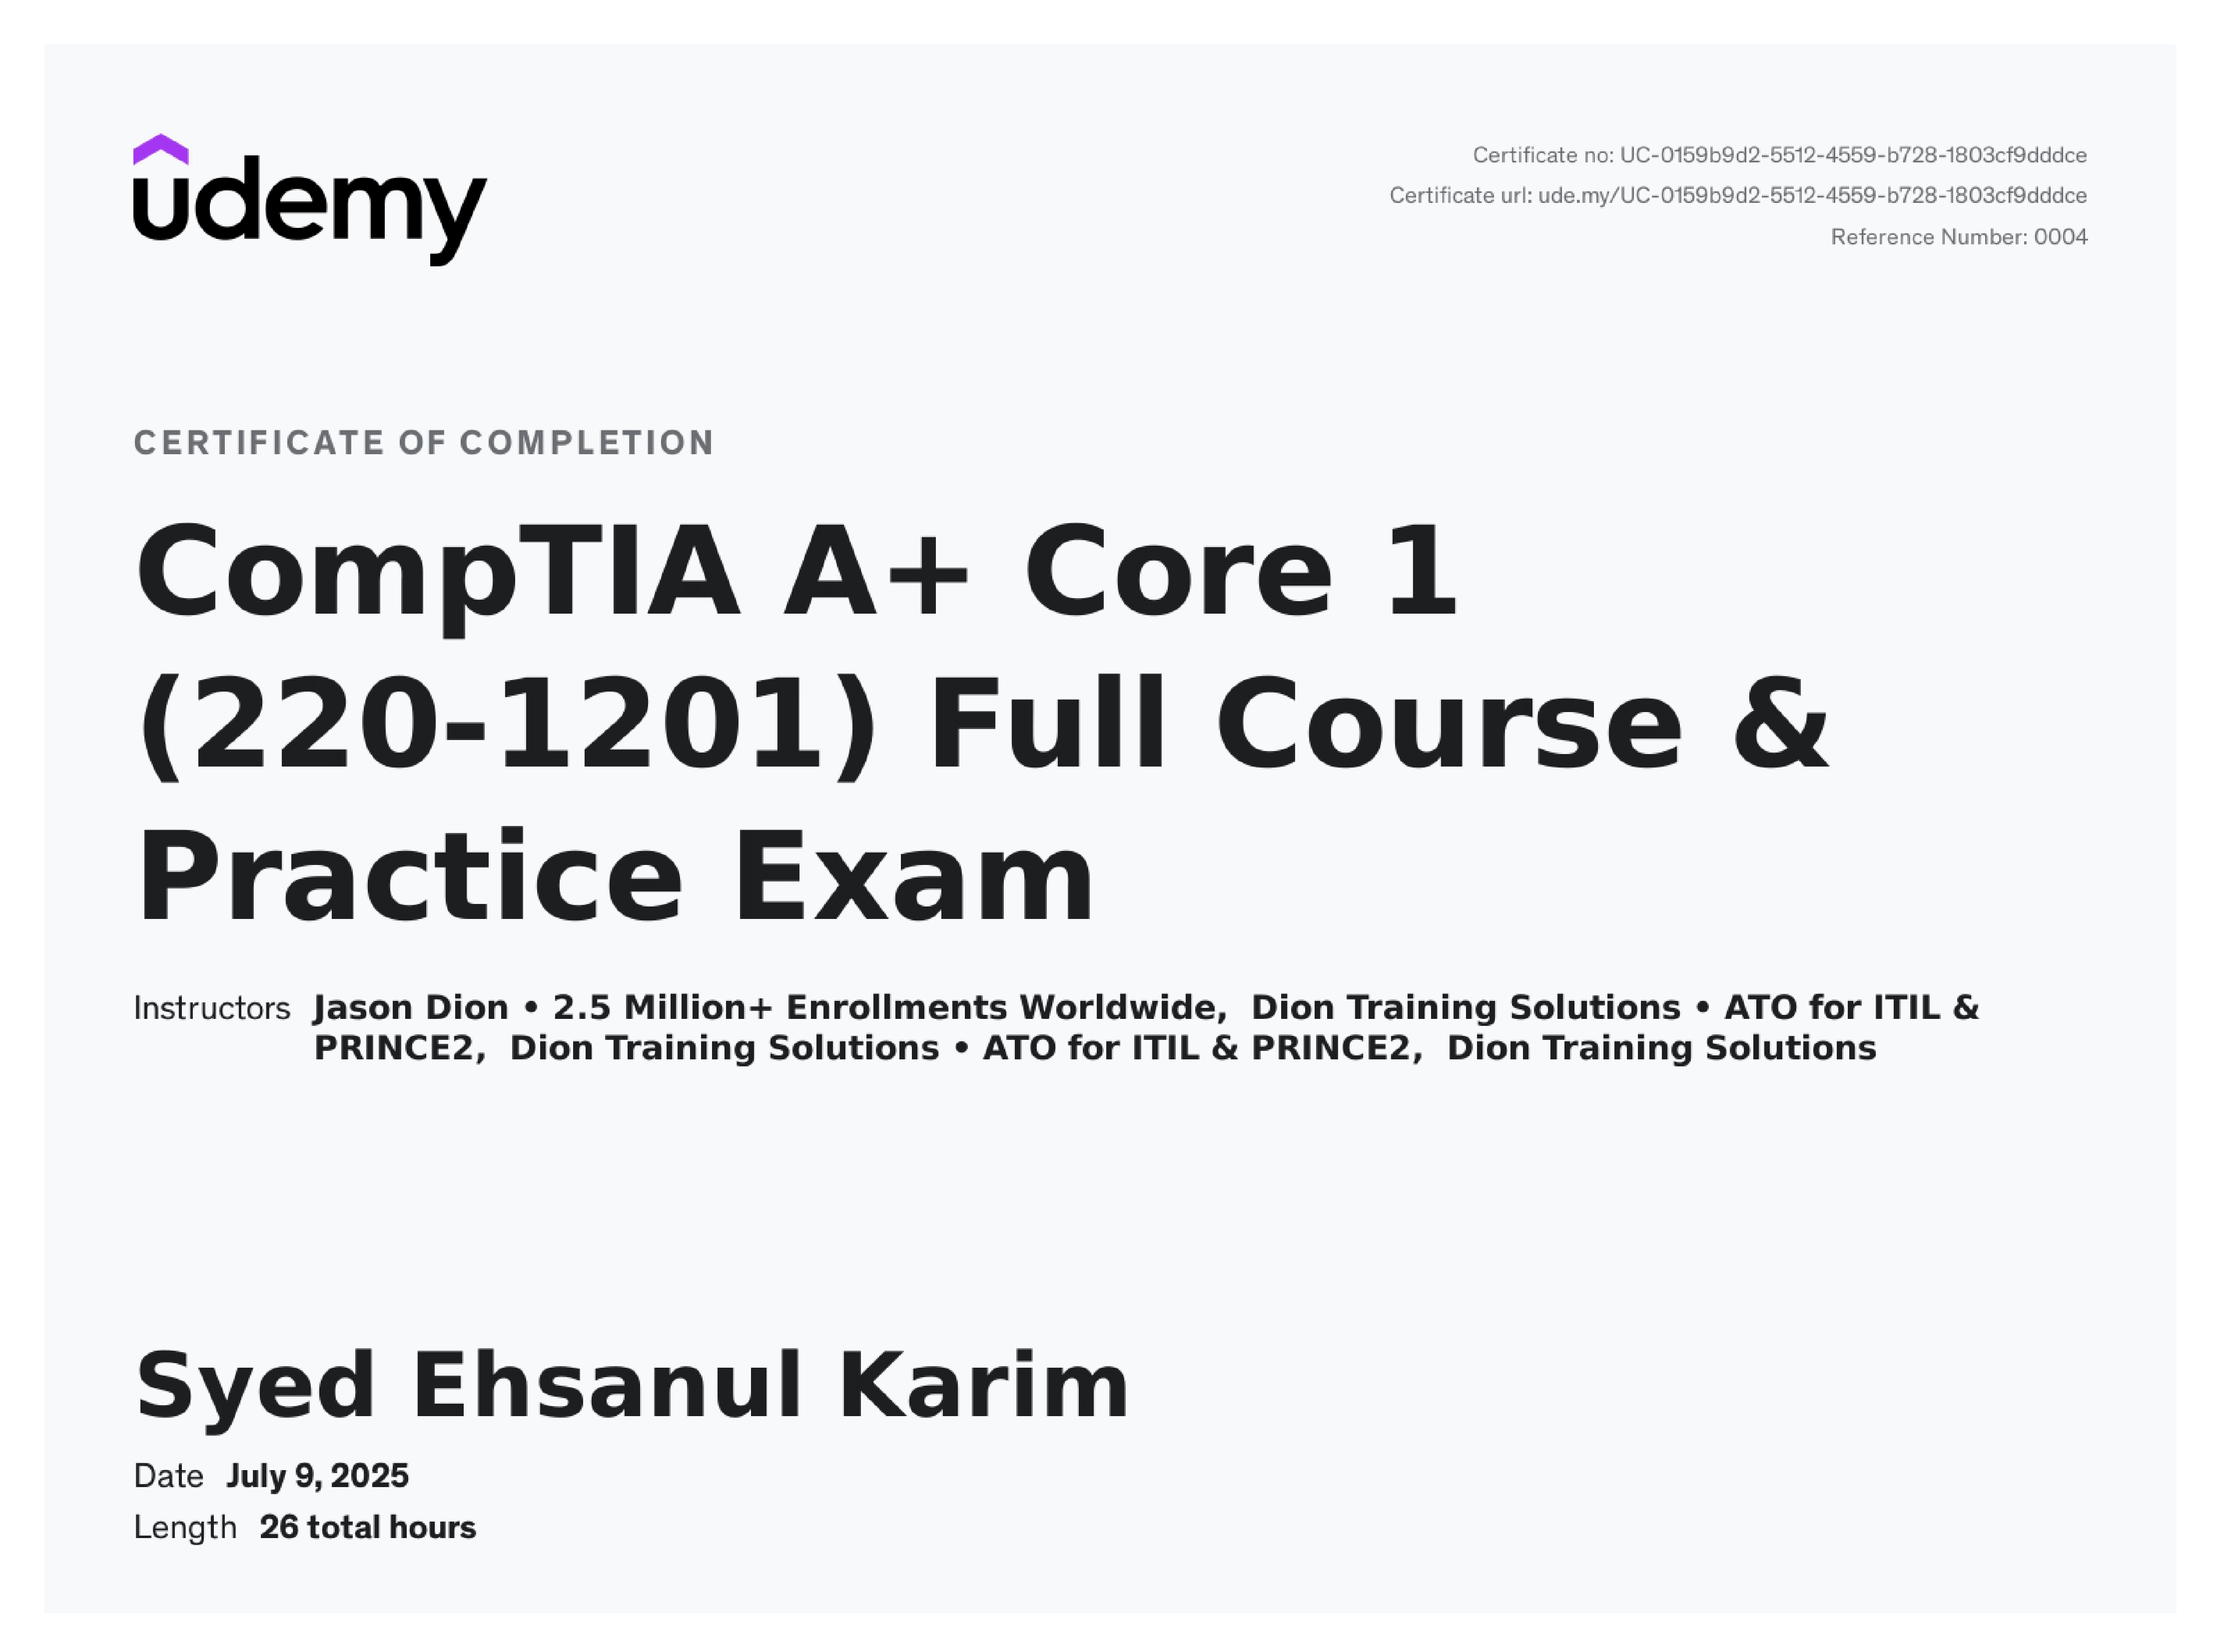 udemy
Certificate no: UC-0159b9d2-5512-4559-b728-1803cf9dddce
Certificate url: ude.my/UC-0159b9d2-5512-4559-b728-1803cf9dddce
Reference Number: 0004
CERTIFICATE OF COMPLETION
CompTIA A+ Core 1
(220-1201) Full Course &
Practice Exam
Instructors Jason Dion • 2.5 Million+ Enrollments Worldwide, Dion Training Solutions • ATO for ITIL &
PRINCE2, Dion Training Solutions • ATO for ITIL & PRINCE2, Dion Training Solutions
Syed Ehsanul Karim
Date July 9, 2025
Length 26 total hours